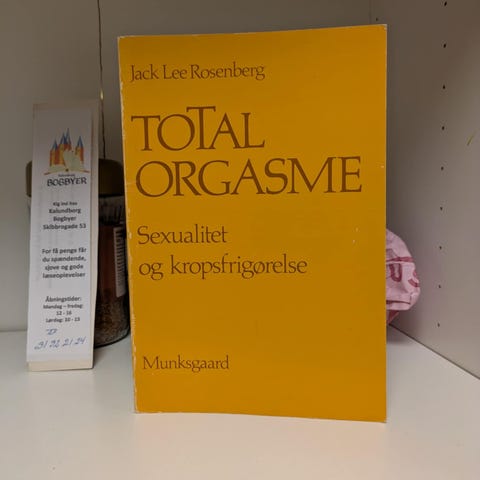 Jack Lee Rosenberg
TOTAL
ORGASME
Sexualitet
og kropsfrigørelse
Munksgaard
BOGBYER
Kig ind hos
Kalundborg
Bogbyer
Skibbrogade 53
For få penge får
du spændende,
sjove og gode
læseoplevelser
Åbningstider:
Mandag - fredag:
12 - 16
Lørdag: 10 - 13